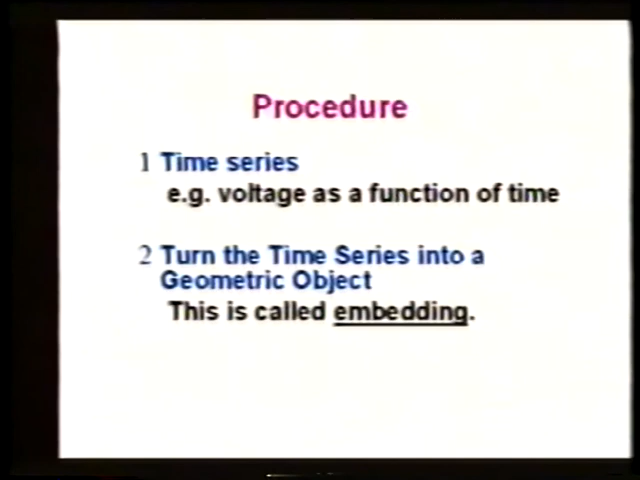 Procedure
1 Time series
e.g. voltage as a function of time
2 Turn the Time Series into a
Geometric Object
This is called embedding.